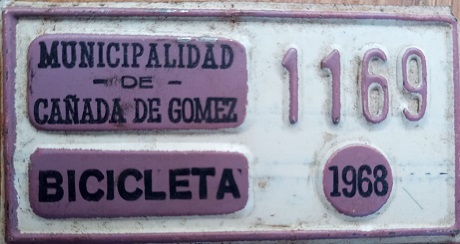 MUNICIPALIDAD
- DE -
CAÑADA DE GOMEZ
1169
BICICLETA
1968